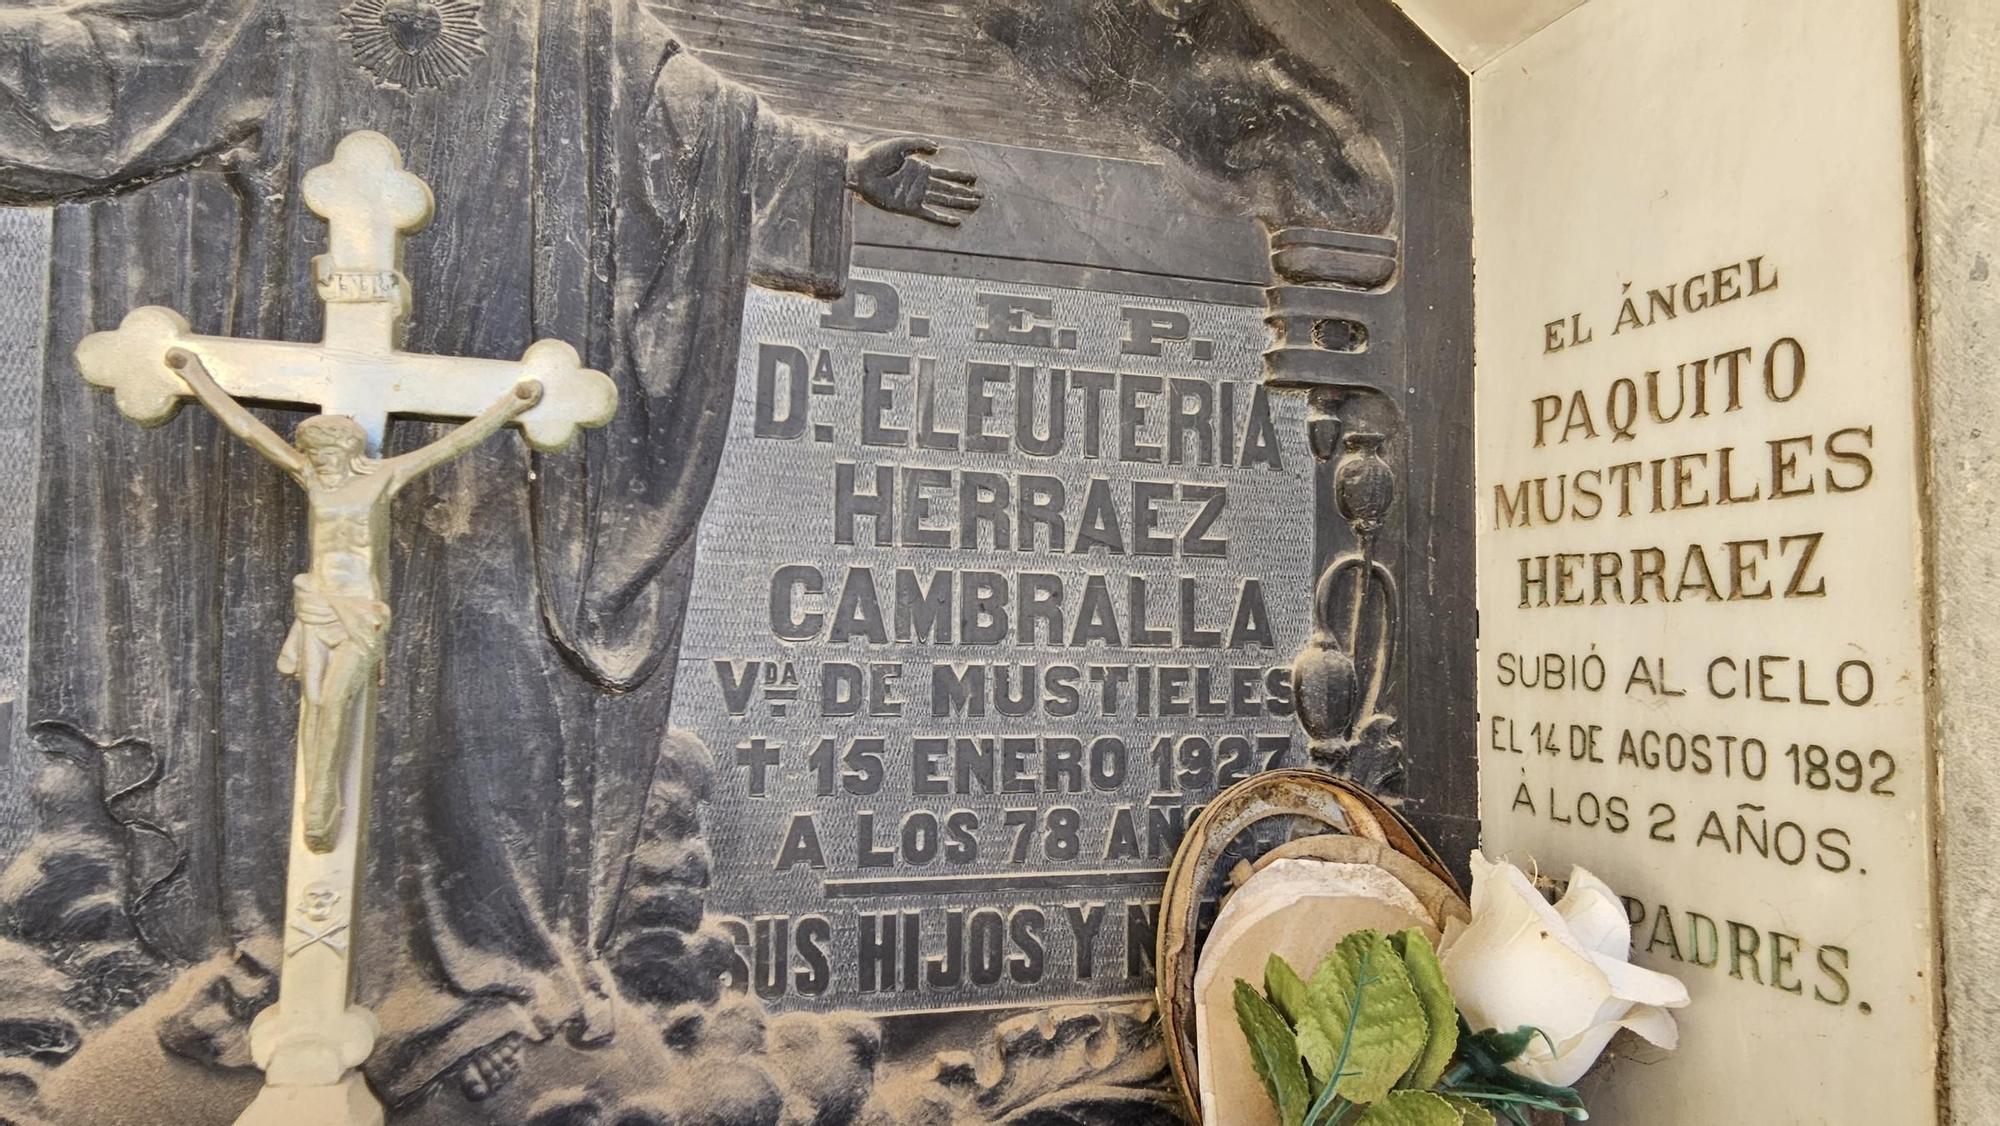 D. E. P.
Dª. ELEUTERIA
HERRAEZ
CAMBRALLA
Vᴰᴬ DE MUSTIELES
✝ 15 ENERO 1927
A LOS 78
SUS HIJOS Y
EL ÁNGEL
PAQUITO
MUSTIELES
HERRAEZ
SUBIÓ AL CIELO
EL 14 DE AGOSTO 1892
Á LOS 2 AÑOS.
PADRES.